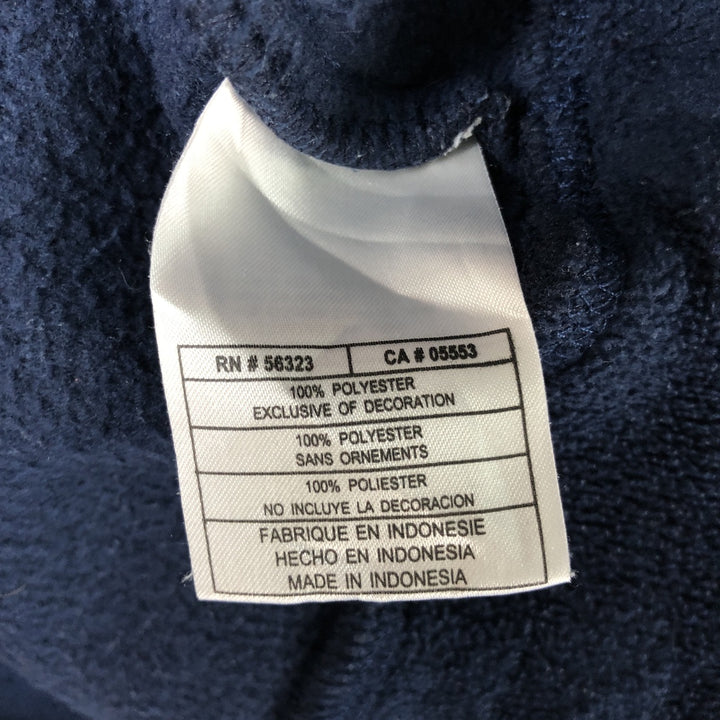 RN # 56323 CA # 05553
100% POLYESTER
EXCLUSIVE OF DECORATION
100% POLYESTER
SANS ORNEMENTS
100% POLIESTER
NO INCLUYE LA DECORACION
FABRIQUE EN INDONESIE
HECHO EN INDONESIA
MADE IN INDONESIA